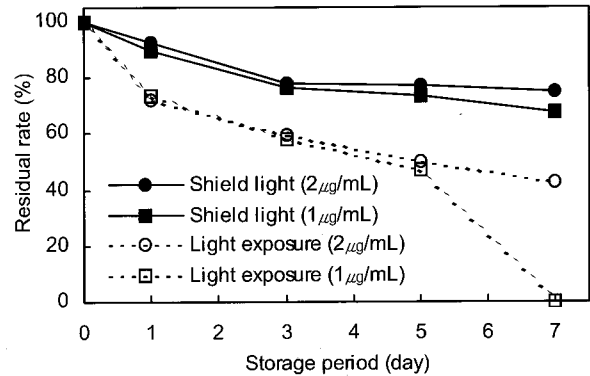 100
80
60
40
20
0
Residual rate (%)
Shield light (2㎍/mL)
Shield light (1㎍/mL)
Light exposure (2㎍/mL)
Light exposure (1㎍/mL)
0 1 2 3 4 5 6 7
Storage period (day)